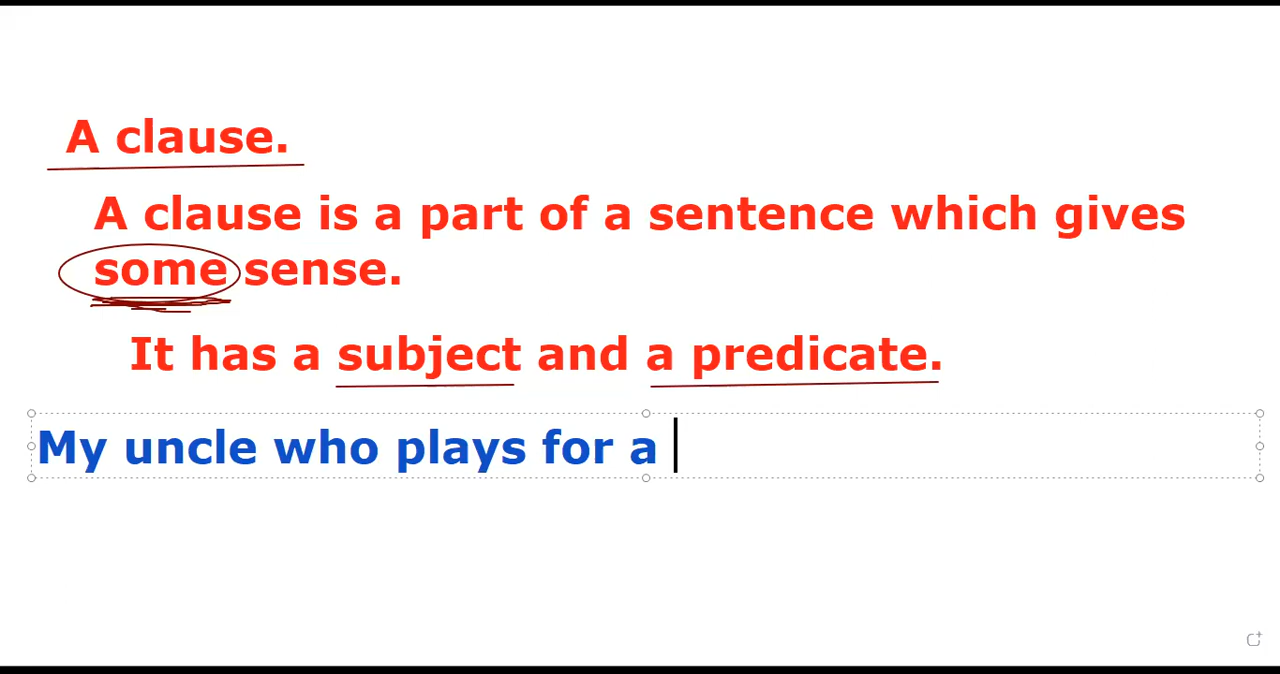 A clause.
A clause is a part of a sentence which gives
some sense.
It has a subject and a predicate.
My uncle who plays for a